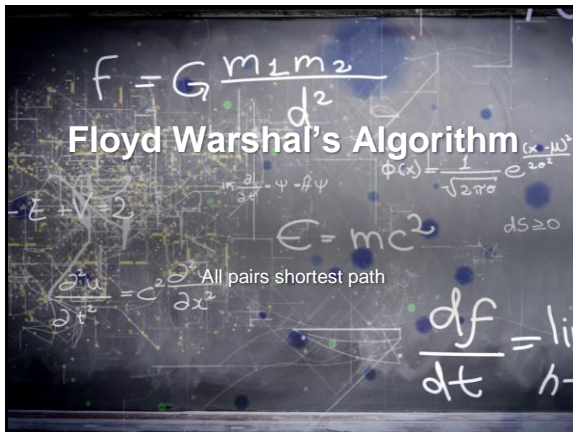 F = G m1m2 / d²
Floyd Warshal's Algorithm
Φ(x) = 1 / √2πσ e^(x-μ)² / 2σ²
- E + V = 2
E = mc²
dS≥0
All pairs shortest path
∂²u / ∂t² = c² ∂²u / ∂x²
df / dt = li
h-